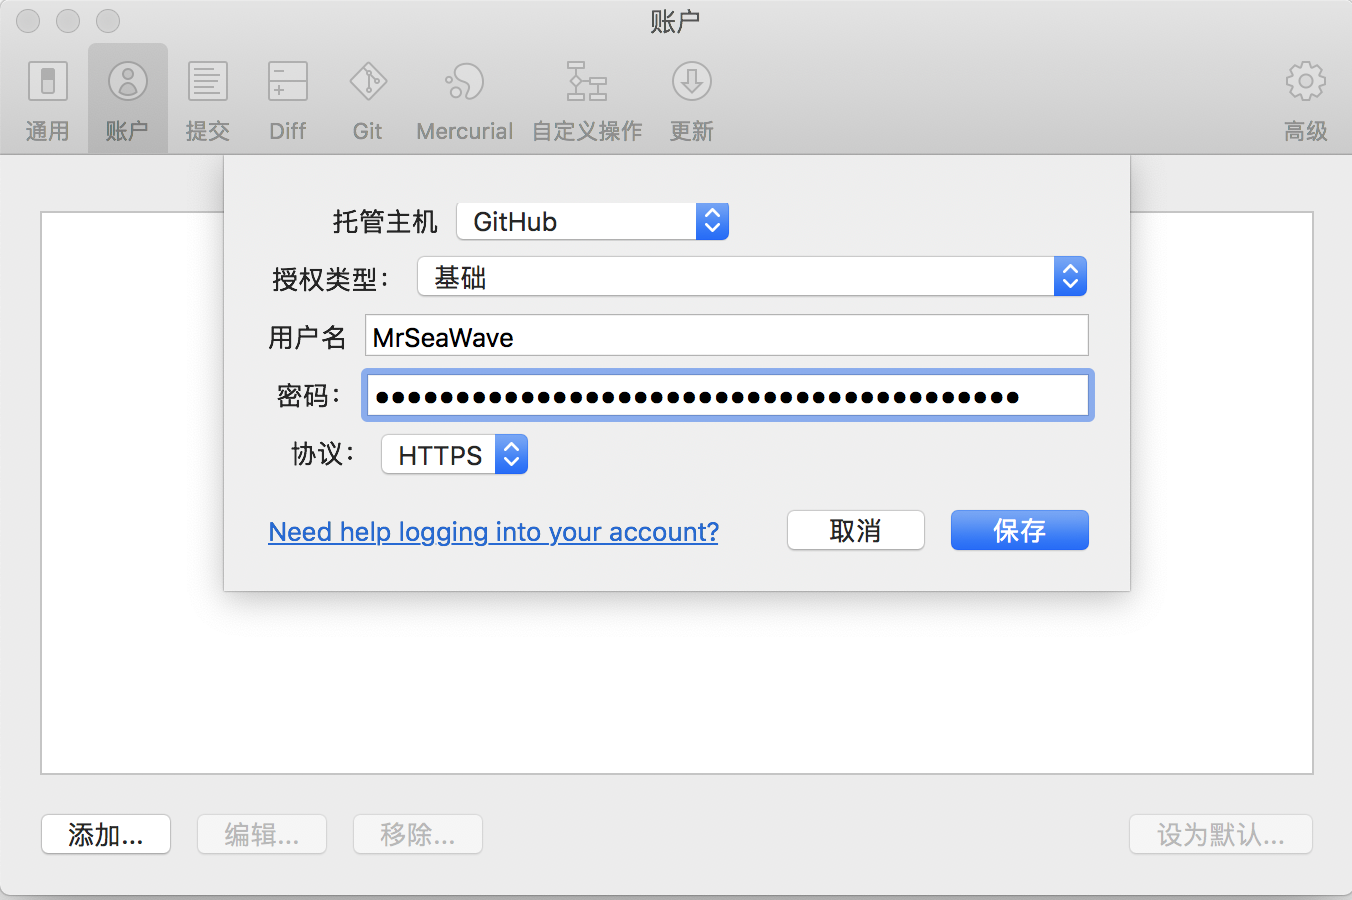 账户
通用 账户 提交 Diff Git Mercurial 自定义操作 更新 高级
托管主机 GitHub
授权类型： 基础
用户名 MrSeaWave
密码： ●●●●●●●●●●●●●●●●●●●●●●●●●●●●●●●●●●●●●●●●
协议： HTTPS
Need help logging into your account? 取消 保存
添加... 编辑... 移除... 设为默认...